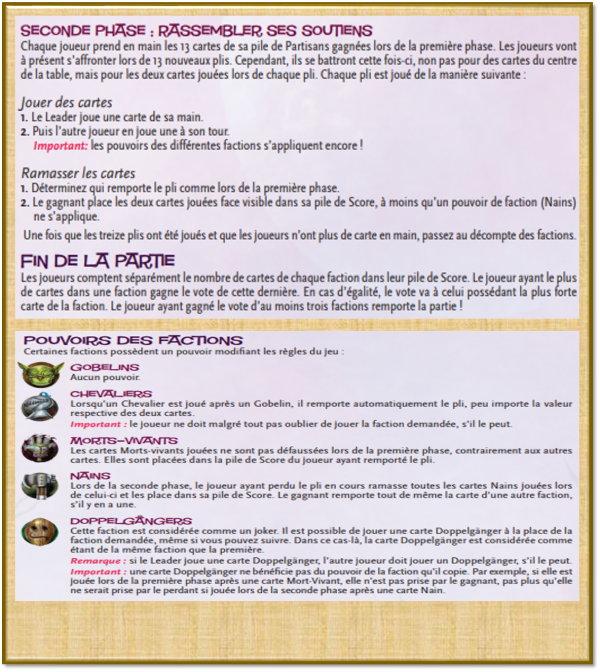 SECONDE PHASE : RASSEMBLER SES SOUTIENS
Chaque joueur prend en main les 13 cartes de sa pile de Partisans gagnées lors de la première phase. Les joueurs vont
à présent s'affronter lors de 13 nouveaux plis. Cependant, ils se battront cette fois-ci, non pas pour des cartes du centre
de la table, mais pour les deux cartes jouées lors de chaque pli. Chaque pli est joué de la manière suivante :
Jouer des cartes
1. Le Leader joue une carte de sa main.
2. Puis l'autre joueur en joue une à son tour.
Important: les pouvoirs des différentes factions s'appliquent encore !
Ramasser les cartes
1. Déterminez qui remporte le pli comme lors de la première phase.
2. Le gagnant place les deux cartes jouées face visible dans sa pile de Score, à moins qu'un pouvoir de faction (Nains)
ne s'applique.
Une fois que les treize plis ont été joués et que les joueurs n'ont plus de carte en main, passez au décompte des factions.
FIN DE LA PARTIE
Les joueurs comptent séparément le nombre de cartes de chaque faction dans leur pile de Score. Le joueur ayant le plus
de cartes dans une faction gagne le vote de cette dernière. En cas d'égalité, le vote va à celui possédant la plus forte
carte de la faction. Le joueur ayant gagné le vote d'au moins trois factions remporte la partie !
POUVOIRS DES FACTIONS
Certaines factions possèdent un pouvoir modifiant les règles du jeu :
GOBELINS
Aucun pouvoir.
CHEVALIERS
Lorsqu'un Chevalier est joué après un Gobelin, il remporte automatiquement le pli, peu importe la valeur
respective des deux cartes.
Important : le joueur ne doit malgré tout pas oublier de jouer la faction demandée, s'il le peut.
MORTS-VIVANTS
Les cartes Morts-vivants jouées ne sont pas défaussées lors de la première phase, contrairement aux autres
cartes. Elles sont placées dans la pile de Score du joueur ayant remporté le pli.
NAINS
Lors de la seconde phase, le joueur ayant perdu le pli en cours ramasse toutes les cartes Nains jouées lors
de celui-ci et les place dans sa pile de Score. Le gagnant remporte tout de même la carte d'une autre faction,
s'il y en a une.
DOPPELGÄNGERS
Cette faction est considérée comme un joker. Il est possible de jouer une carte Doppelgänger à la place de la
faction demandée, même si vous pouvez suivre. Dans ce cas-là, la carte Doppelgänger est considérée comme
étant de la même faction que la première.
Remarque : si le Leader joue une carte Doppelgänger, l'autre joueur doit jouer un Doppelgänger, s'il le peut.
Important : une carte Doppelgänger ne bénéficie pas du pouvoir de la faction qu'il copie. Par exemple, si elle est
jouée lors de la première phase après une carte Mort-Vivant, elle n'est pas prise par le gagnant, pas plus qu'elle
ne serait prise par le perdant si jouée lors de la seconde phase après une carte Nain.